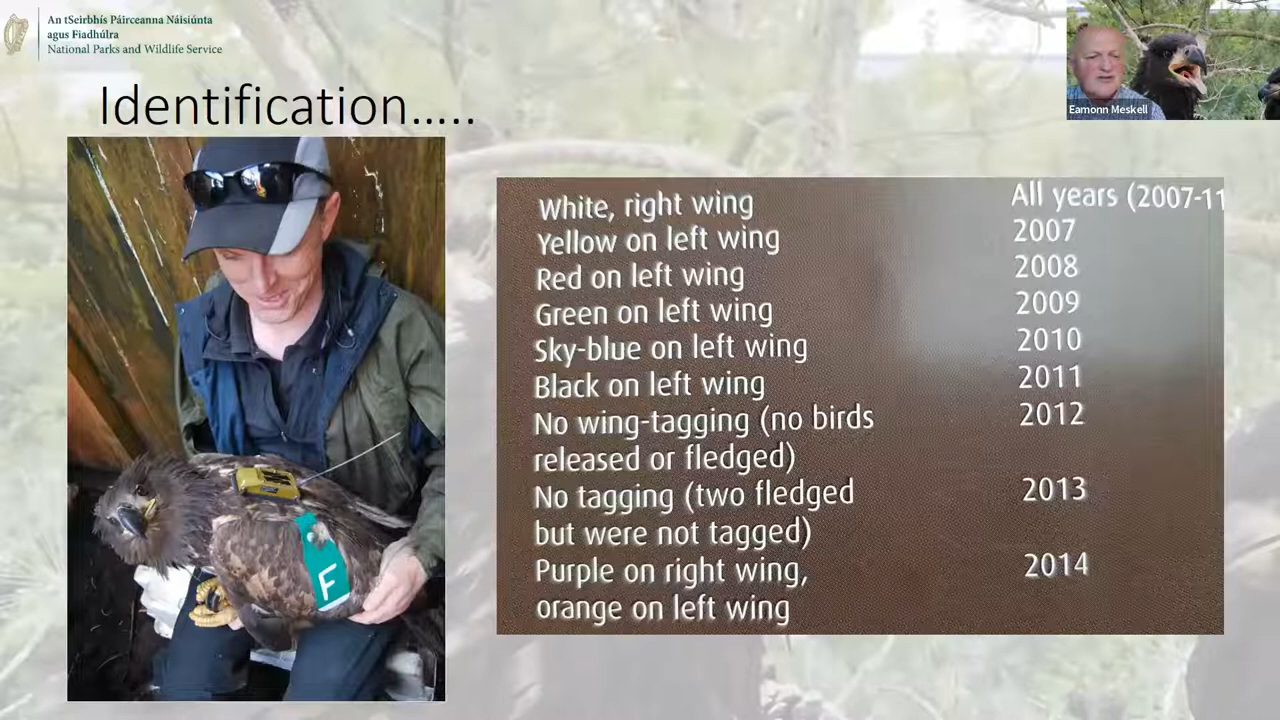 An tSeirbhís Páirceanna Náisiúnta
agus Fiadhúlra
National Parks and Wildlife Service
Eamonn Meskell
Identification.....
White, right wing All years (2007-11
Yellow on left wing 2007
Red on left wing 2008
Green on left wing 2009
Sky-blue on left wing 2010
Black on left wing 2011
No wing-tagging (no birds 2012
released or fledged)
No tagging (two fledged 2013
but were not tagged)
Purple on right wing, 2014
orange on left wing
F